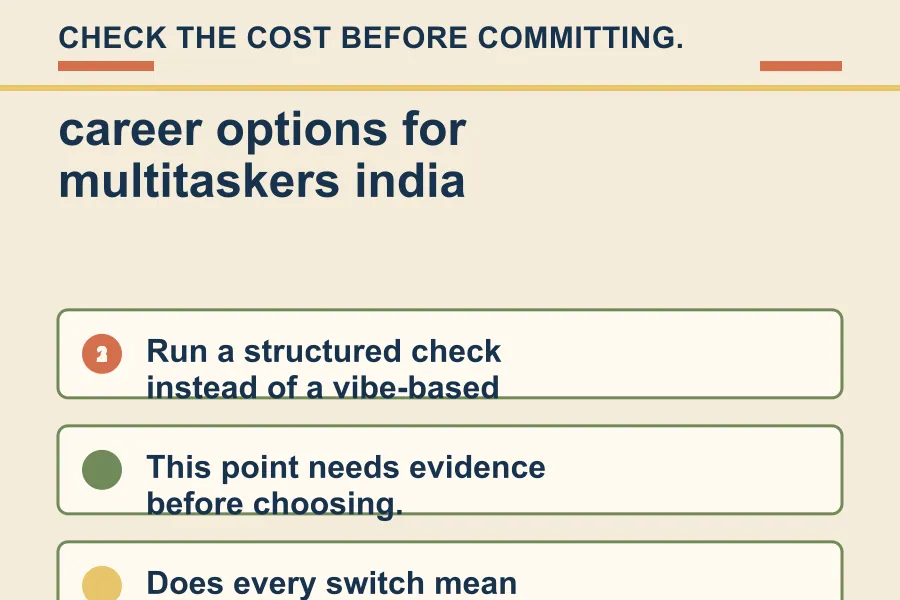 CHECK THE COST BEFORE COMMITTING.
career options for
multitaskers india
Run a structured check
instead of a vibe-based
This point needs evidence
before choosing.
Does every switch mean